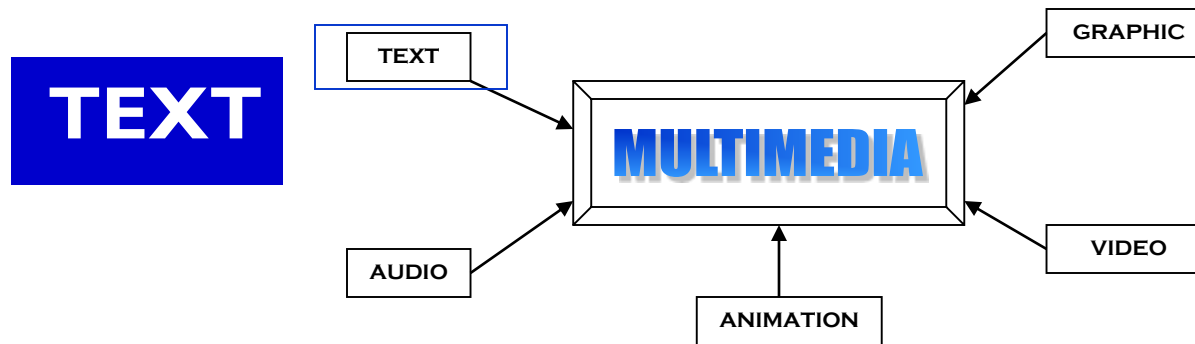 TEXT
TEXT
GRAPHIC
MULTIMEDIA
AUDIO
VIDEO
ANIMATION